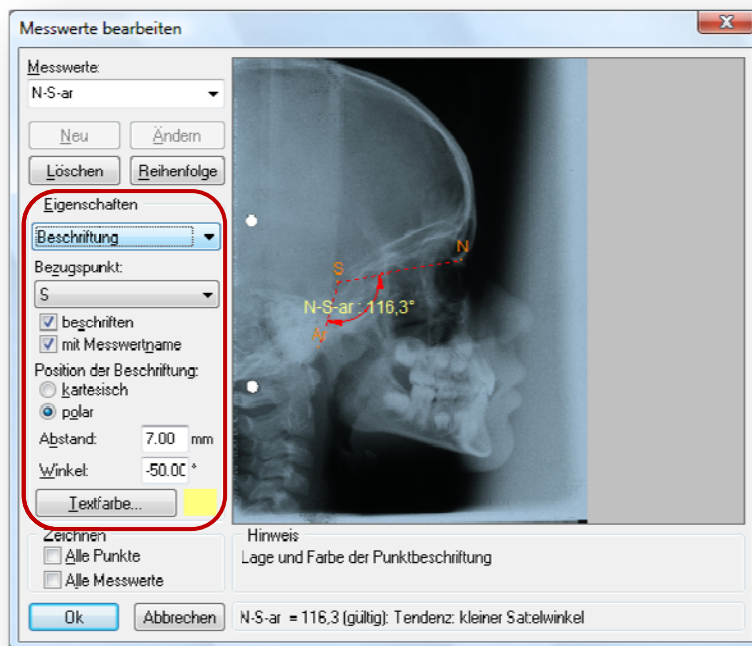 Messwerte bearbeiten
Messwerte:
N-S-ar
Neu
Ändern
Löschen
Reihenfolge
Eigenschaften
Beschriftung
Bezugspunkt:
S
beschriften
mit Messwertname
Position der Beschriftung:
kartesisch
polar
Abstand:
7.00 mm
Winkel:
-50.00 °
Textfarbe...
Zeichnen
Alle Punkte
Alle Messwerte
Ok
Abbrechen
N
S
N-S-ar : 116,3°
Ar
Hinweis
Lage und Farbe der Punktbeschriftung
N-S-ar = 116,3 (gültig): Tendenz: kleiner Sattelwinkel